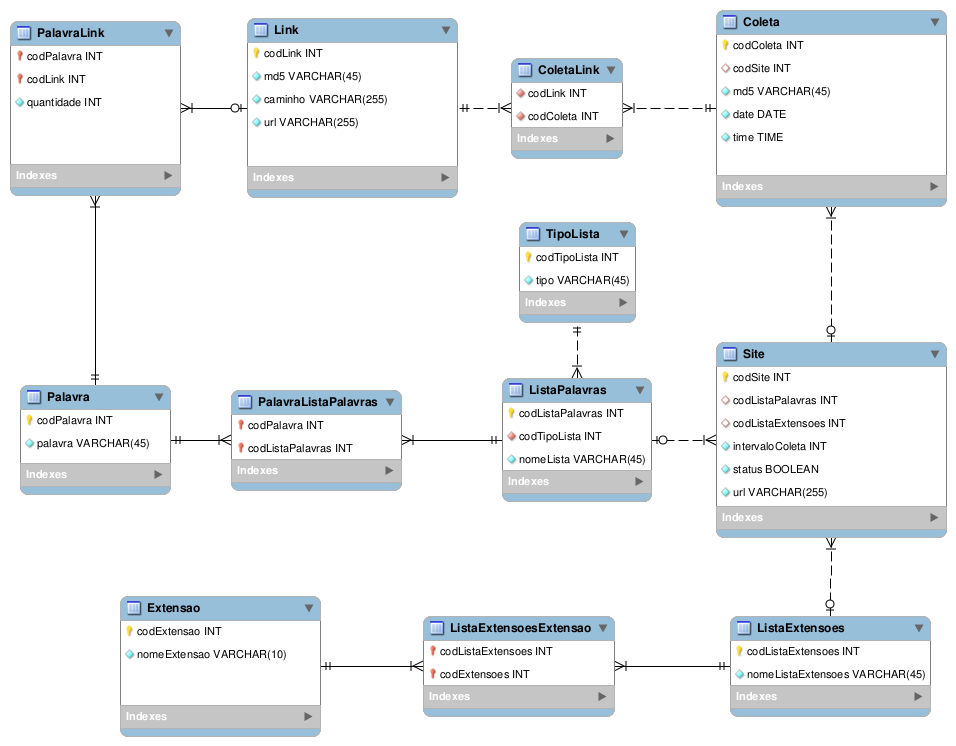 PalavraLink
codPalavra INT
codLink INT
quantidade INT
Indexes
Link
codLink INT
md5 VARCHAR(45)
caminho VARCHAR(255)
url VARCHAR(255)
Indexes
ColetaLink
codLink INT
codColeta INT
Indexes
Coleta
codColeta INT
codSite INT
md5 VARCHAR(45)
date DATE
time TIME
Indexes
TipoLista
codTipoLista INT
tipo VARCHAR(45)
Indexes
Palavra
codPalavra INT
palavra VARCHAR(45)
Indexes
PalavraListaPalavras
codPalavra INT
codListaPalavras INT
Indexes
ListaPalavras
codListaPalavras INT
codTipoLista INT
nomeLista VARCHAR(45)
Indexes
Site
codSite INT
codListaPalavras INT
codListaExtensoes INT
intervaloColeta INT
status BOOLEAN
url VARCHAR(255)
Indexes
Extensao
codExtensao INT
nomeExtensao VARCHAR(10)
Indexes
ListaExtensoesExtensao
codListaExtensoes INT
codExtensoes INT
Indexes
ListaExtensoes
codListaExtensoes INT
nomeListaExtensoes VARCHAR(45)
Indexes